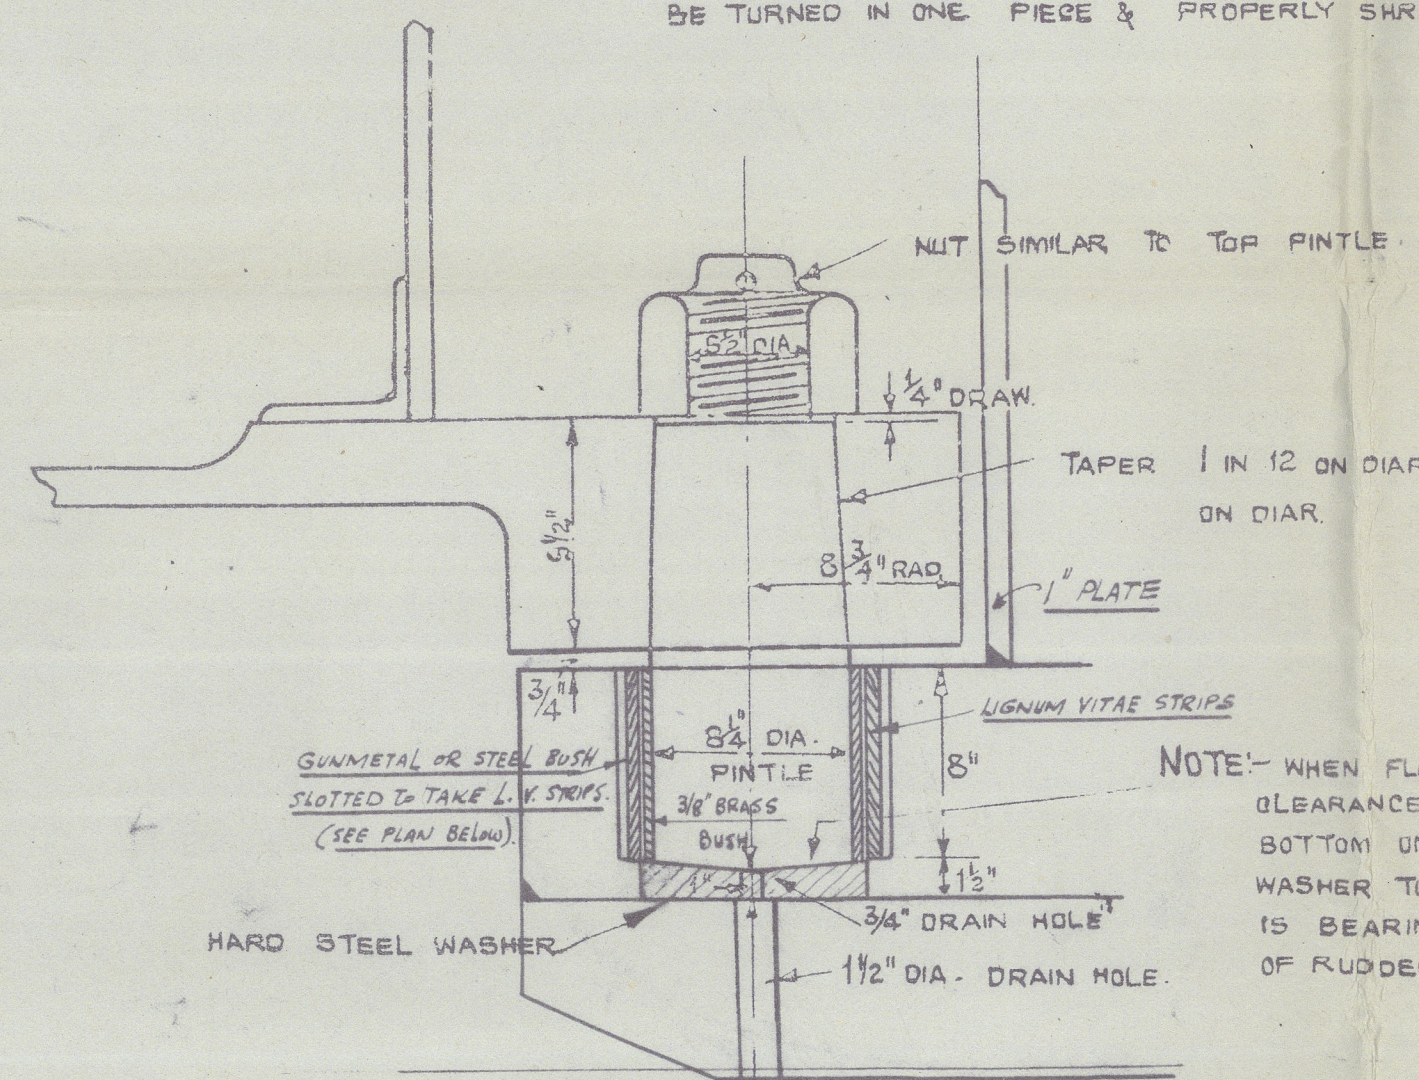 BE TURNED IN ONE PIECE & PROPERLY SHR
NUT SIMILAR TO TOP PINTLE.
5½" DIA
¼" DRAW.
TAPER 1 IN 12 ON DIAR
ON DIAR.
9½"
8¾" RAD
1" PLATE
¾"
LIGNUM VITAE STRIPS
8¼" DIA.
PINTLE
GUNMETAL OR STEEL BUSH
SLOTTED TO TAKE L.V. STRIPS.
(SEE PLAN BELOW).
3/8" BRASS
BUSH
8"
NOTE:- WHEN FL
CLEARANCE
BOTTOM
WASHER TO
IS BEARIN
OF RUDDE
1½"
1"
3/4" DRAIN HOLE
HARD STEEL WASHER
1½" DIA. DRAIN HOLE.